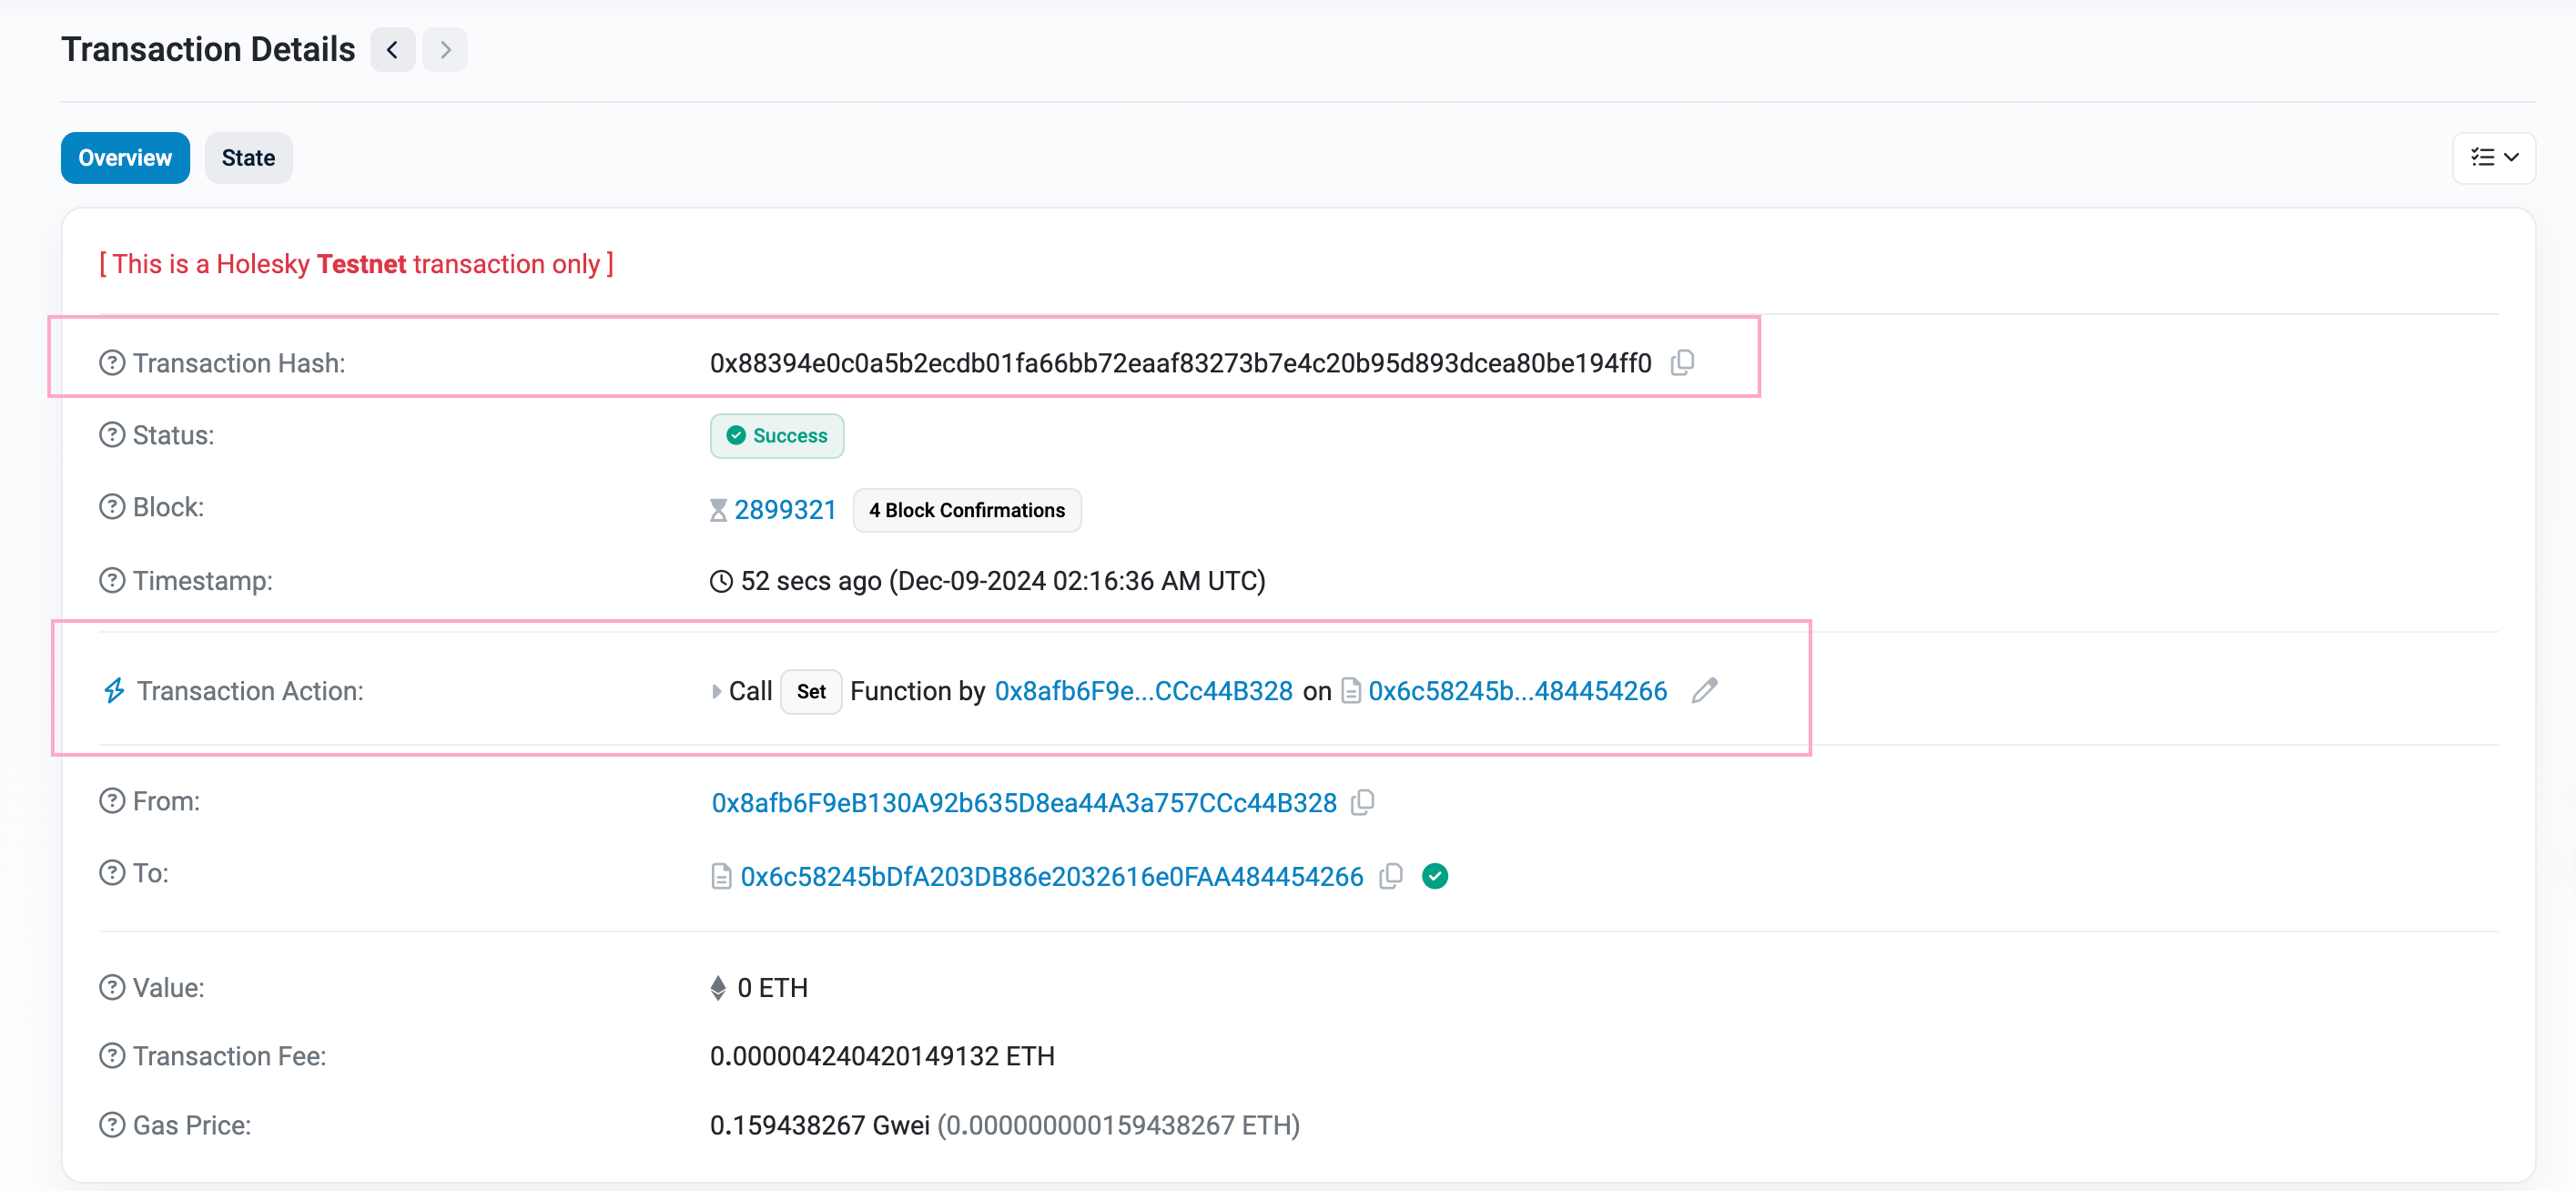 Transaction Details
Overview State
[ This is a Holesky Testnet transaction only ]
Transaction Hash: 0x88394e0c0a5b2ecdb01fa66bb72eaaf83273b7e4c20b95d893dcea80be194ff0
Status: Success
Block: 2899321 4 Block Confirmations
Timestamp: 52 secs ago (Dec-09-2024 02:16:36 AM UTC)
Transaction Action: Call Set Function by 0x8afb6F9e...CCc44B328 on 0x6c58245b...484454266
From: 0x8afb6F9eB130A92b635D8ea44A3a757CCc44B328
To: 0x6c58245bDfA203DB86e2032616e0FAA484454266
Value: 0 ETH
Transaction Fee: 0.000004240420149132 ETH
Gas Price: 0.159438267 Gwei (0.000000000159438267 ETH)